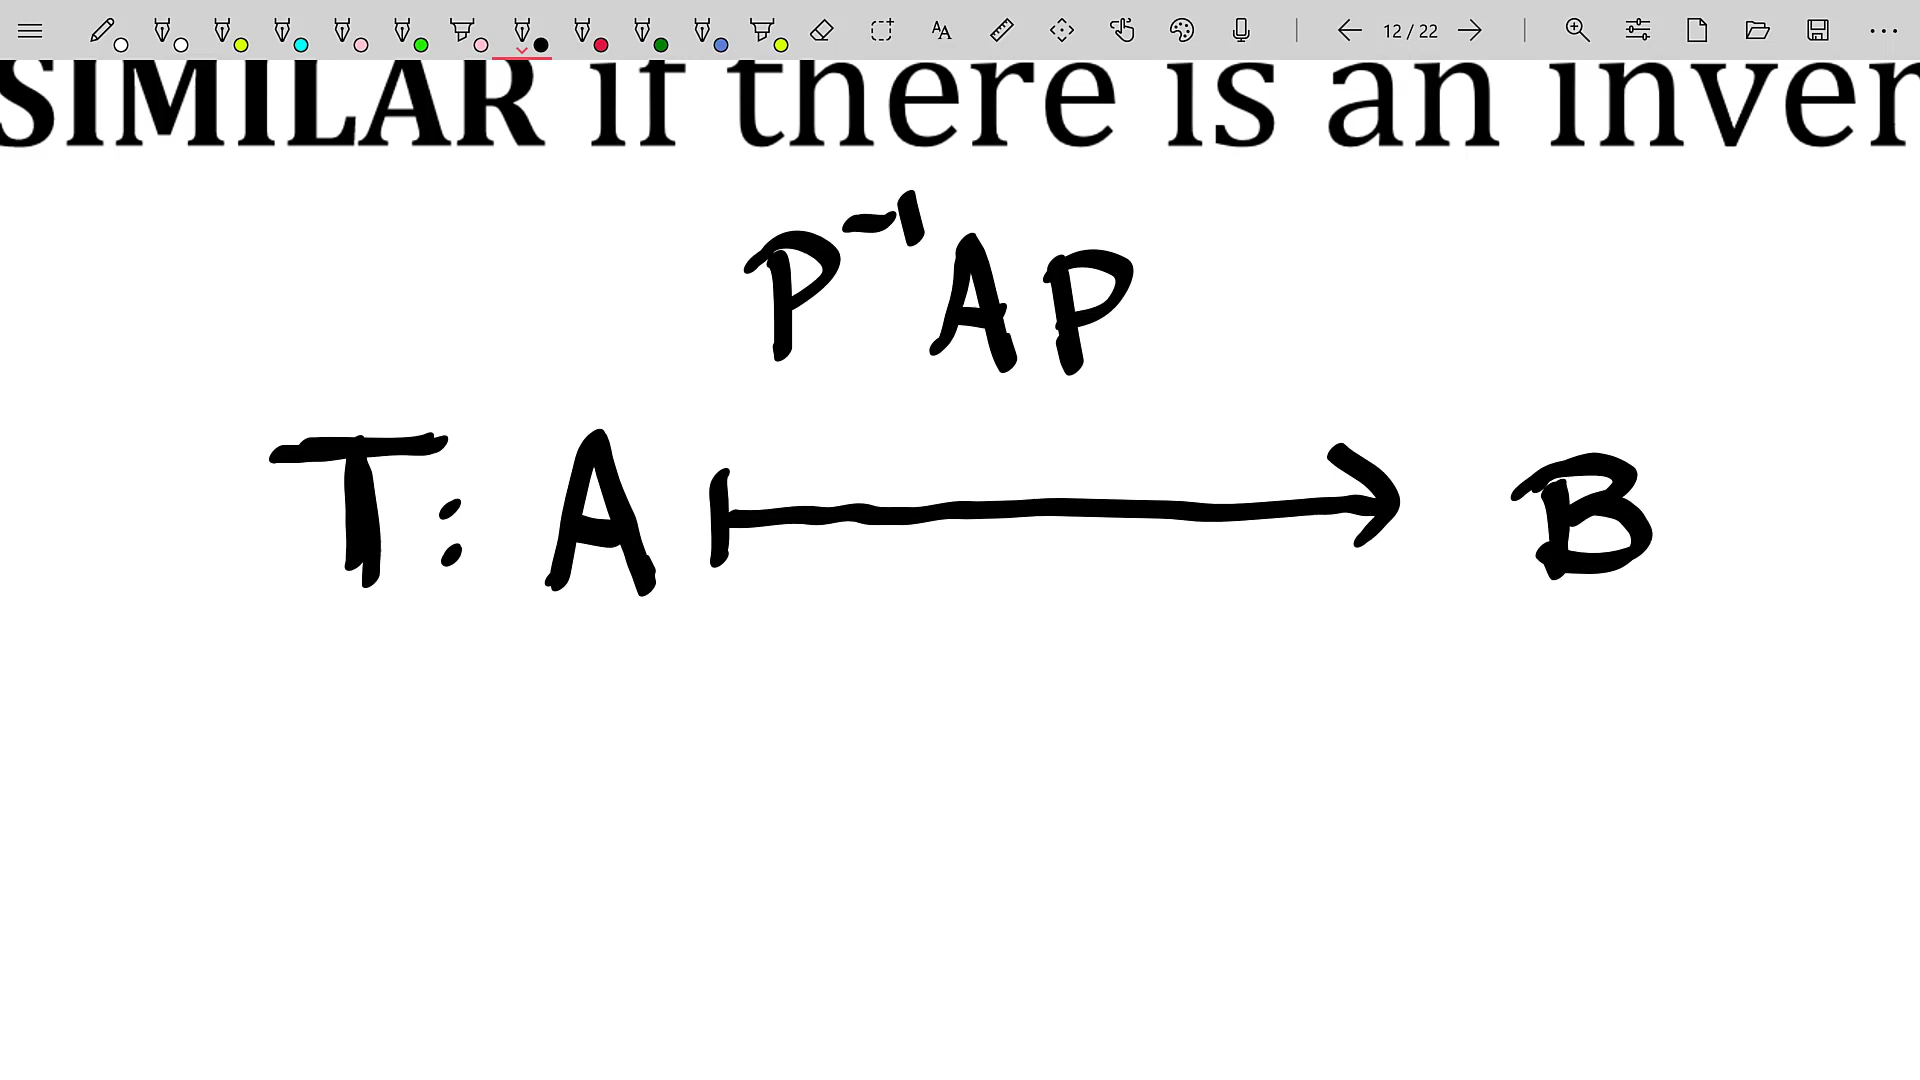 12 / 22
SIMILAR if there is an inver
P⁻¹AP
T: A ↦ B